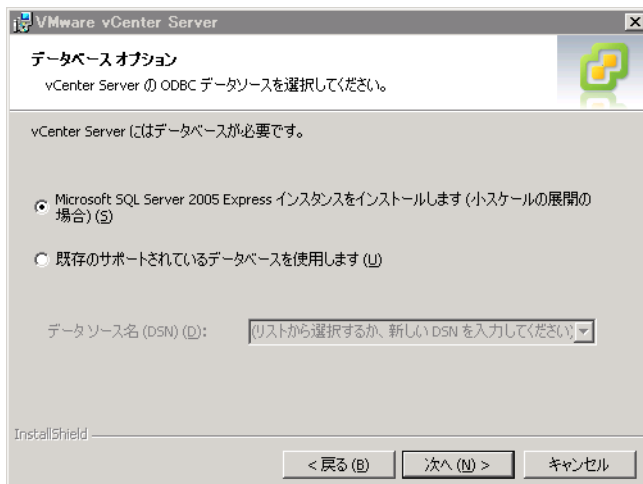 VMware vCenter Server
データベース オプション
vCenter Server の ODBC データソースを選択してください。
vCenter Server にはデータベースが必要です。
Microsoft SQL Server 2005 Express インスタンスをインストールします (小スケールの展開の
場合) (S)
既存のサポートされているデータベースを使用します (U)
データ ソース名 (DSN) (D):
(リストから選択するか、新しい DSN を入力してください)
InstallShield
< 戻る (B)
次へ (N) >
キャンセル